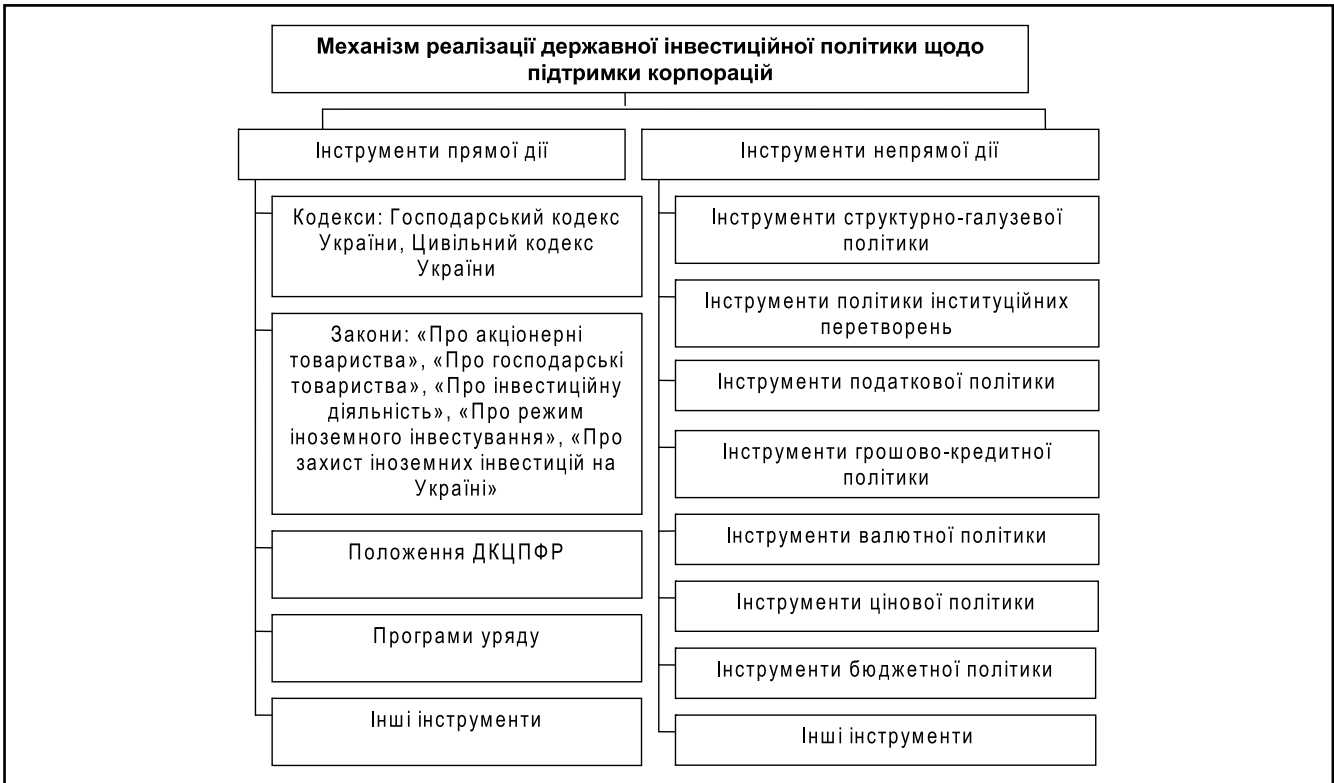 Механізм реалізації державної інвестиційної політики щодо
підтримки корпорацій
Інструменти прямої дії
Кодекси: Господарський кодекс
України, Цивільний кодекс
України
Закони: «Про акціонерні
товариства», «Про господарські
товариства», «Про інвестиційну
діяльність», «Про режим
іноземного інвестування», «Про
захист іноземних інвестицій на
Україні»
Положення ДКЦПФР
Програми уряду
Інші інструменти
Інструменти непрямої дії
Інструменти структурно-галузевої
політики
Інструменти політики інституційних
перетворень
Інструменти податкової політики
Інструменти грошово-кредитної
політики
Інструменти валютної політики
Інструменти цінової політики
Інструменти бюджетної політики
Інші інструменти